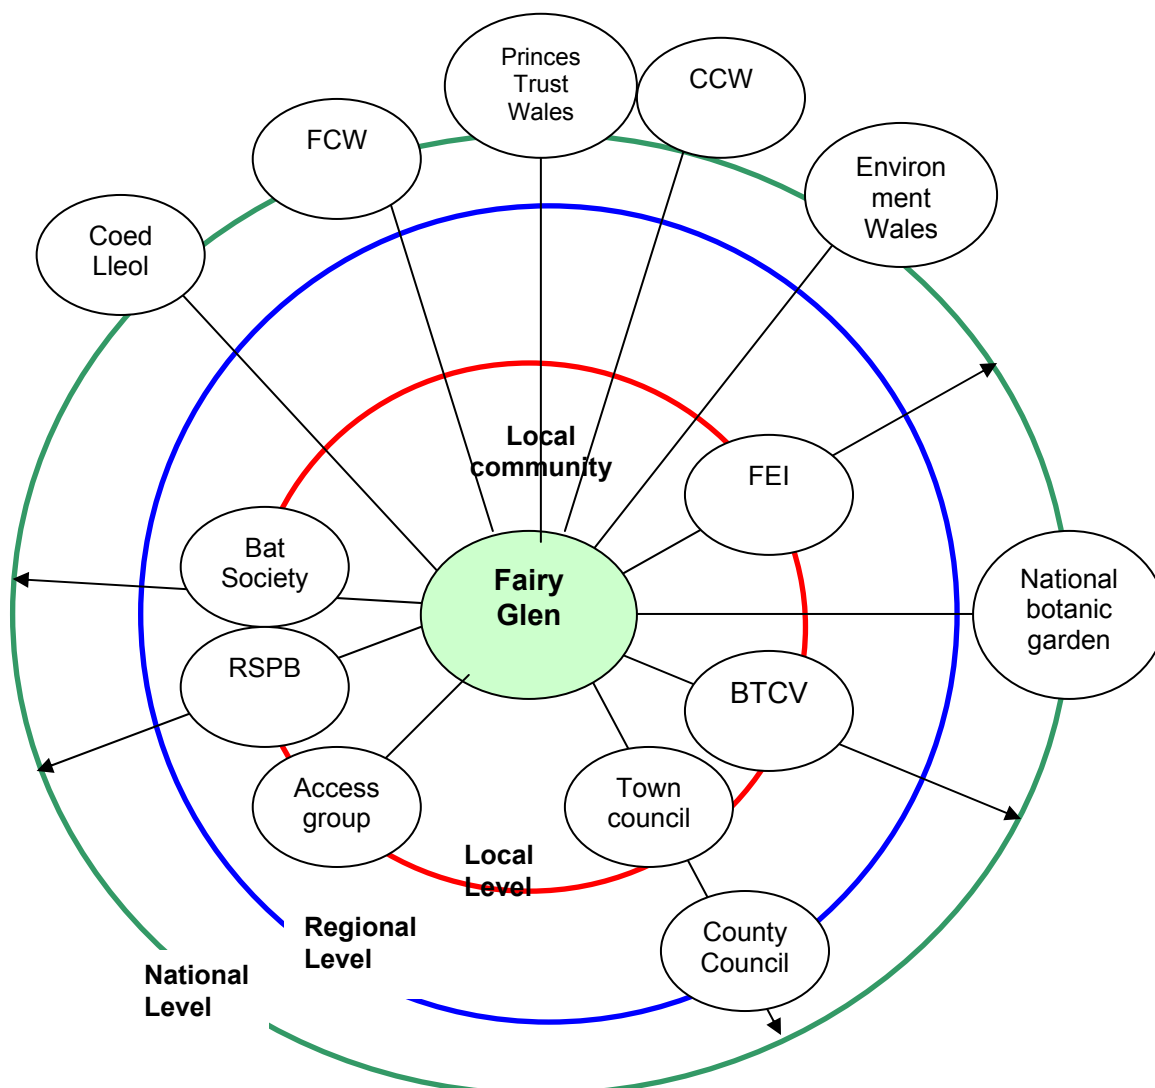 Princes
Trust
Wales
CCW
FCW
Environ
ment
Wales
Coed
Lleol
Local
community
FEI
Bat
Society
Fairy
Glen
National
botanic
garden
RSPB
BTCV
Access
group
Town
council
Local
Level
Regional
Level
County
Council
National
Level